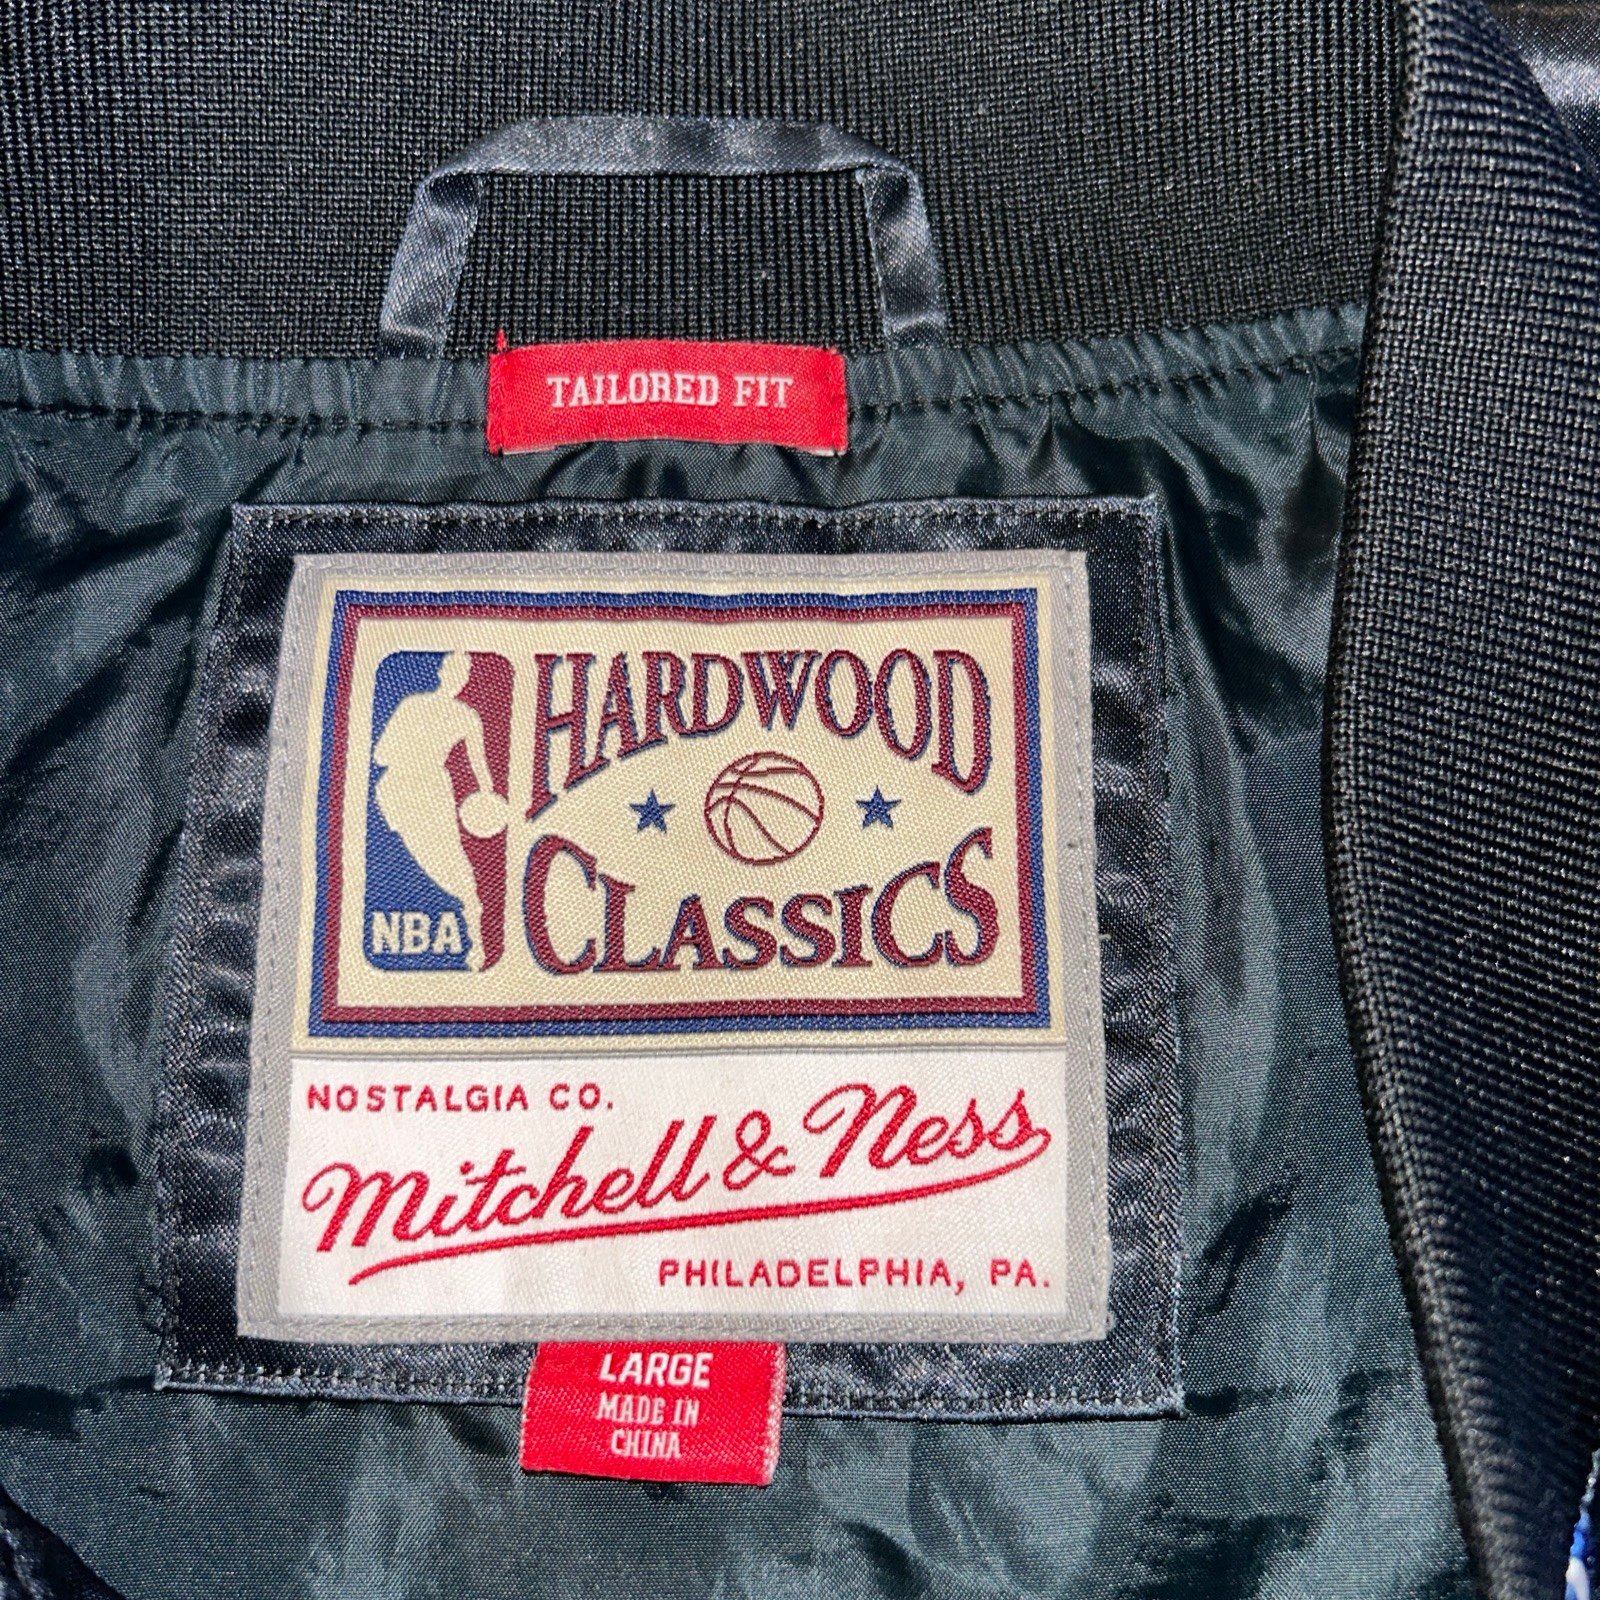 TAILORED FIT
HARDWOOD
CLASSICS
NBA
NOSTALGIA CO.
Mitchell & Ness
PHILADELPHIA, PA.
LARGE
MADE IN
CHINA